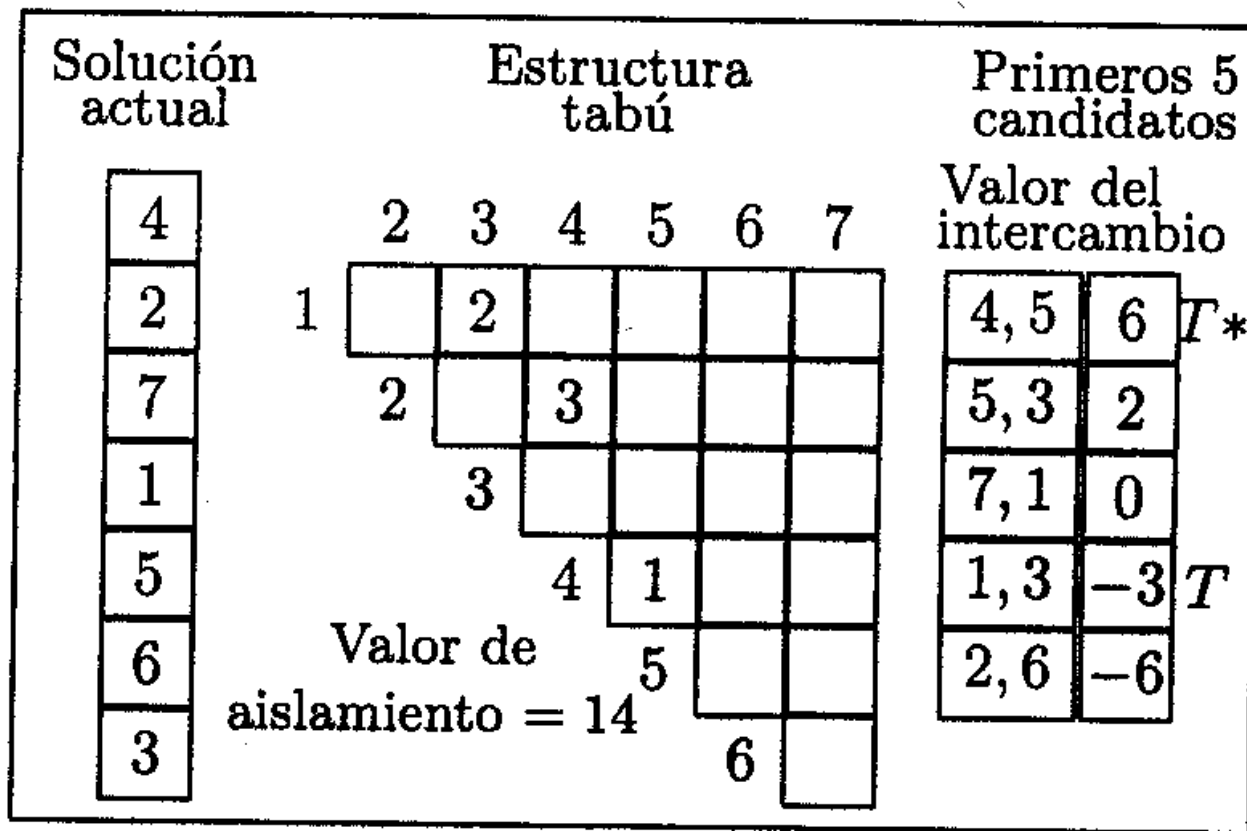 Solución
actual
Estructura
tabú
Primeros 5
candidatos
Valor del
intercambio
4
2
7
1
5
6
3
2 3 4 5 6 7
1 2
2 3
3
4 1
5
6
Valor de
aislamiento = 14
4, 5 6 T*
5, 3 2
7, 1 0
1, 3 −3 T
2, 6 −6